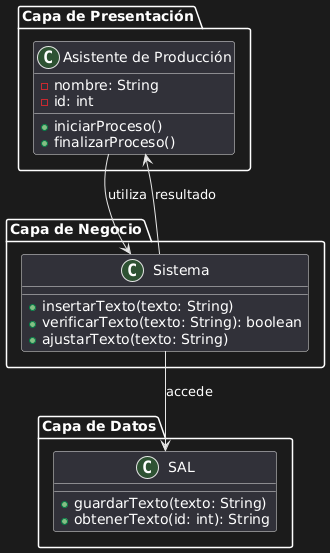 Capa de Presentación
C Asistente de Producción
nombre: String
id: int
iniciarProceso()
finalizarProceso()
utiliza
resultado
Capa de Negocio
C Sistema
insertarTexto(texto: String)
verificarTexto(texto: String): boolean
ajustarTexto(texto: String)
accede
Capa de Datos
C SAL
guardarTexto(texto: String)
obtenerTexto(id: int): String